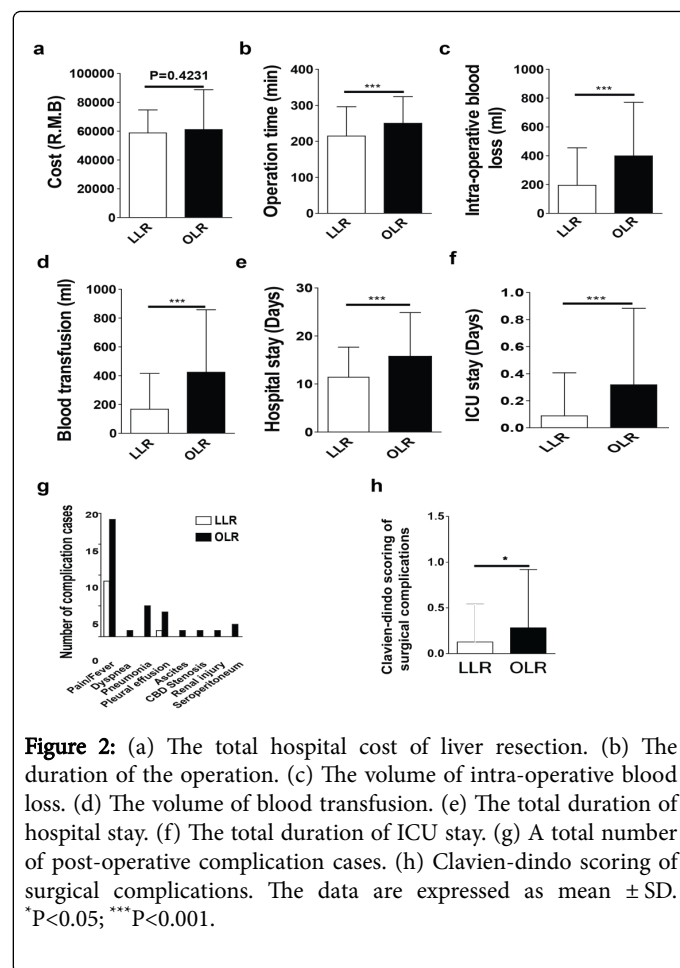 a
Cost (R.M.B)
100000
80000
60000
40000
20000
0
P=0.4231
LLR
OLR
b
Operation time (min)
400
300
200
100
0
***
LLR
OLR
c
Intra-operative blood
loss (ml)
1000
800
600
400
200
0
***
LLR
OLR
d
Blood transfusion (ml)
1000
800
600
400
200
0
***
LLR
OLR
e
Hospital stay (Days)
30
20
10
0
***
LLR
OLR
f
ICU stay (Days)
1.0
0.8
0.6
0.4
0.2
0.0
***
LLR
OLR
g
Number of complication cases
20
15
10
5
0
LLR
OLR
Pain/Fever
Dyspnea
Pneumonia
Pleural effusion
Ascites
CBD Stenosis
Renal injury
Seroperitoneum
h
Clavien-dindo scoring of
surgical complications
1.5
1.0
0.5
0.0
*
LLR
OLR
Figure 2: (a) The total hospital cost of liver resection. (b) The
duration of the operation. (c) The volume of intra-operative blood
loss. (d) The volume of blood transfusion. (e) The total duration of
hospital stay. (f) The total duration of ICU stay. (g) A total number
of post-operative complication cases. (h) Clavien-dindo scoring of
surgical complications. The data are expressed as mean ± SD.
*P<0.05; ***P<0.001.